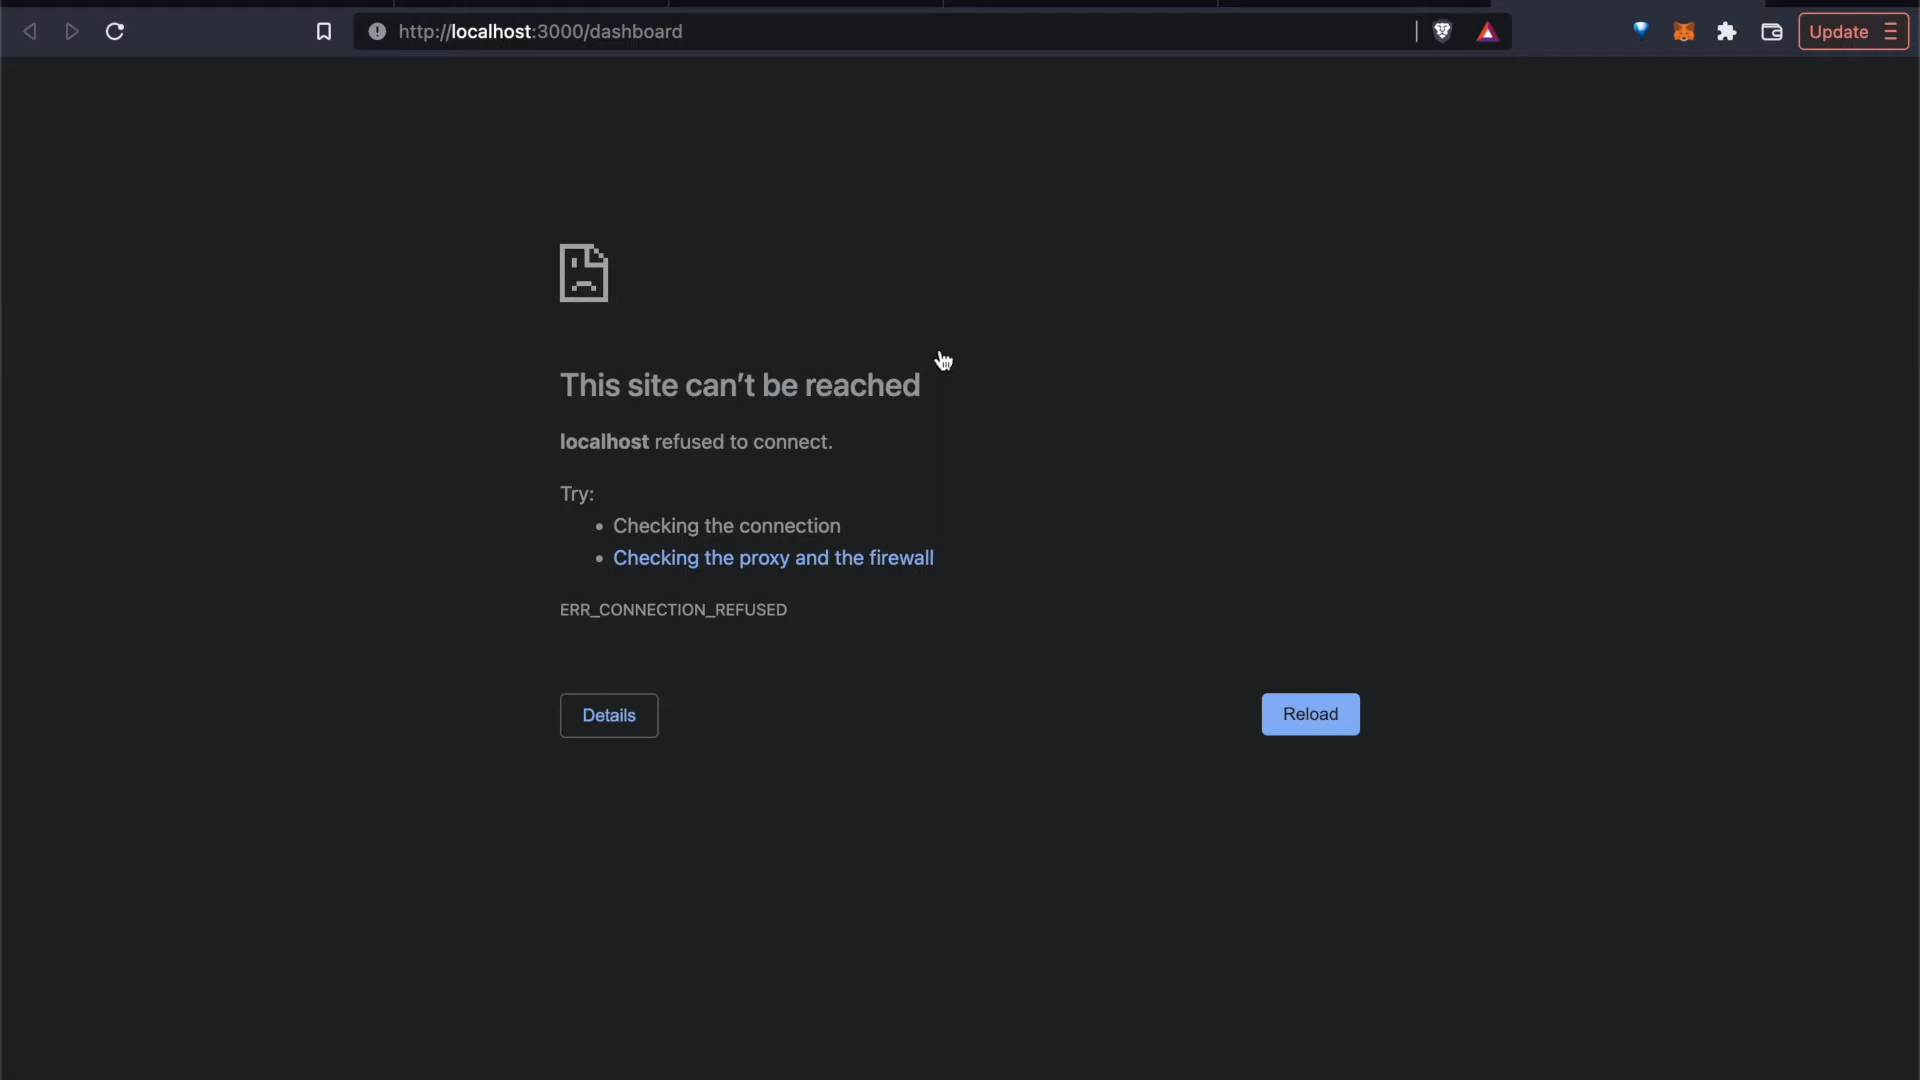 http://localhost:3000/dashboard
Update
This site can’t be reached
localhost refused to connect.
Try:
• Checking the connection
• Checking the proxy and the firewall
ERR_CONNECTION_REFUSED
Details
Reload